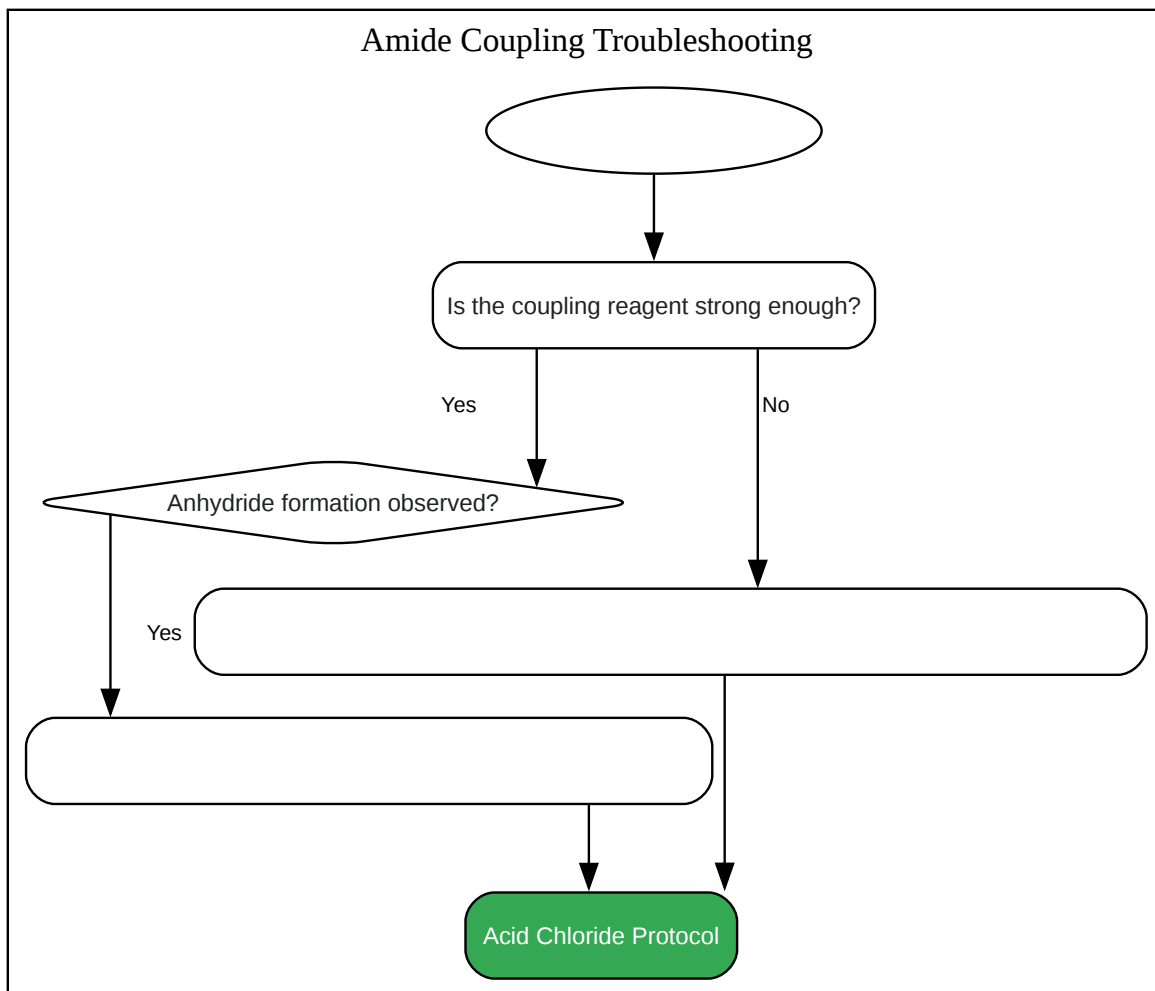 Amide Coupling Troubleshooting
Is the coupling reagent strong enough?
Yes
No
Anhydride formation observed?
Yes
Acid Chloride Protocol